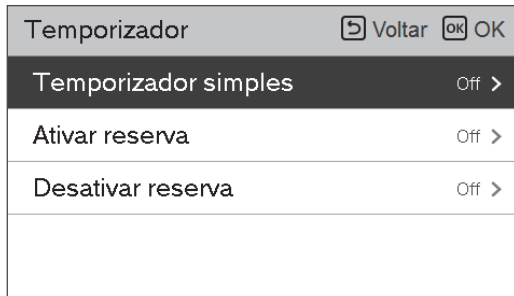 Temporizador Voltar OK OK
Temporizador simples Off >
Ativar reserva Off >
Desativar reserva Off >